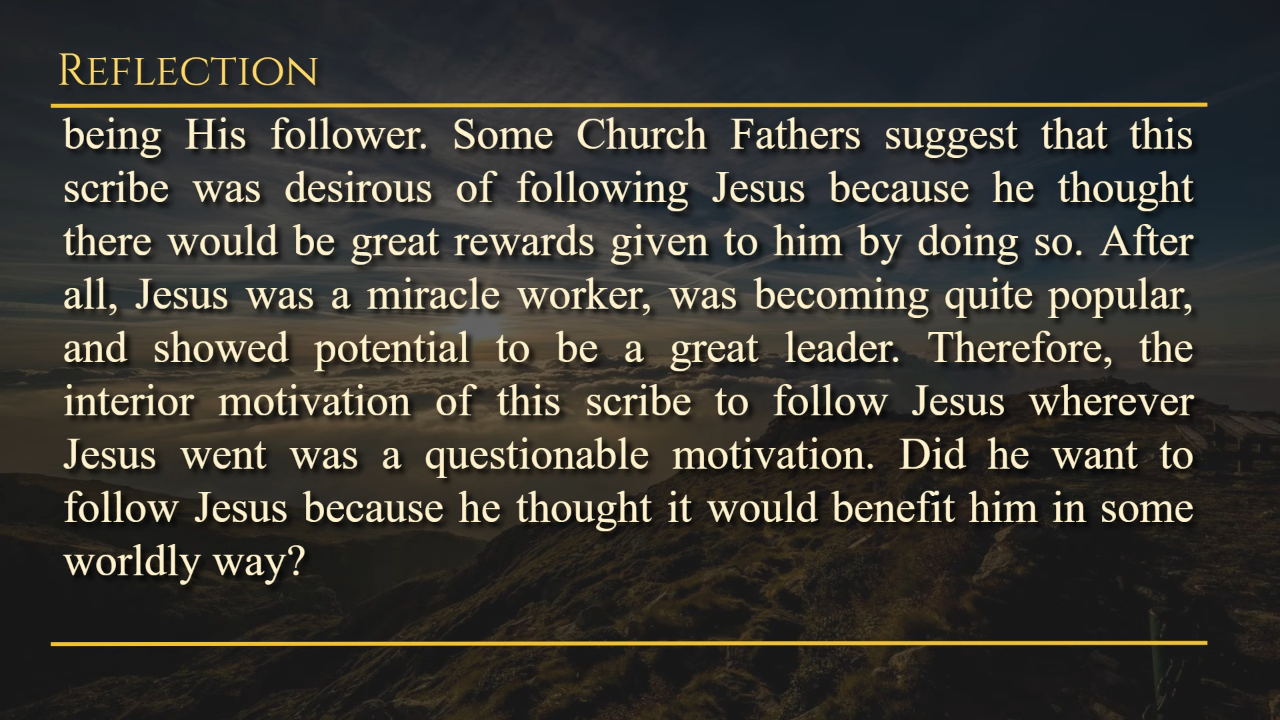 Reflection
being His follower. Some Church Fathers suggest that this
scribe was desirous of following Jesus because he thought
there would be great rewards given to him by doing so. After
all, Jesus was a miracle worker, was becoming quite popular,
and showed potential to be a great leader. Therefore, the
interior motivation of this scribe to follow Jesus wherever
Jesus went was a questionable motivation. Did he want to
follow Jesus because he thought it would benefit him in some
worldly way?